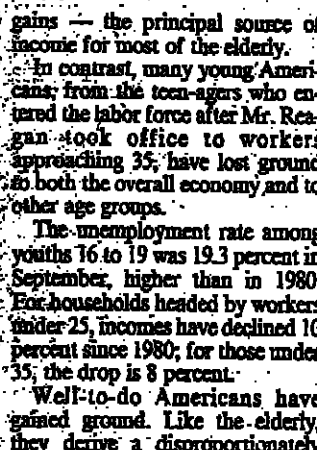 gains — the principal source of
income for most of the elderly.
In contrast, many young Ameri-
cans, from the teen-agers who en-
tered the labor force after Mr. Rea-
gan took office to workers
approaching 35, have lost ground
to both the overall economy and to
other age groups.
The unemployment rate among
youths 16 to 19 was 19.3 percent in
September, higher than in 1980.
For households headed by workers
under 25, incomes have declined 10
percent since 1980; for those under
35, the drop is 8 percent.
Well-to-do Americans have
gained ground. Like the elderly,
they derive a disproportionately